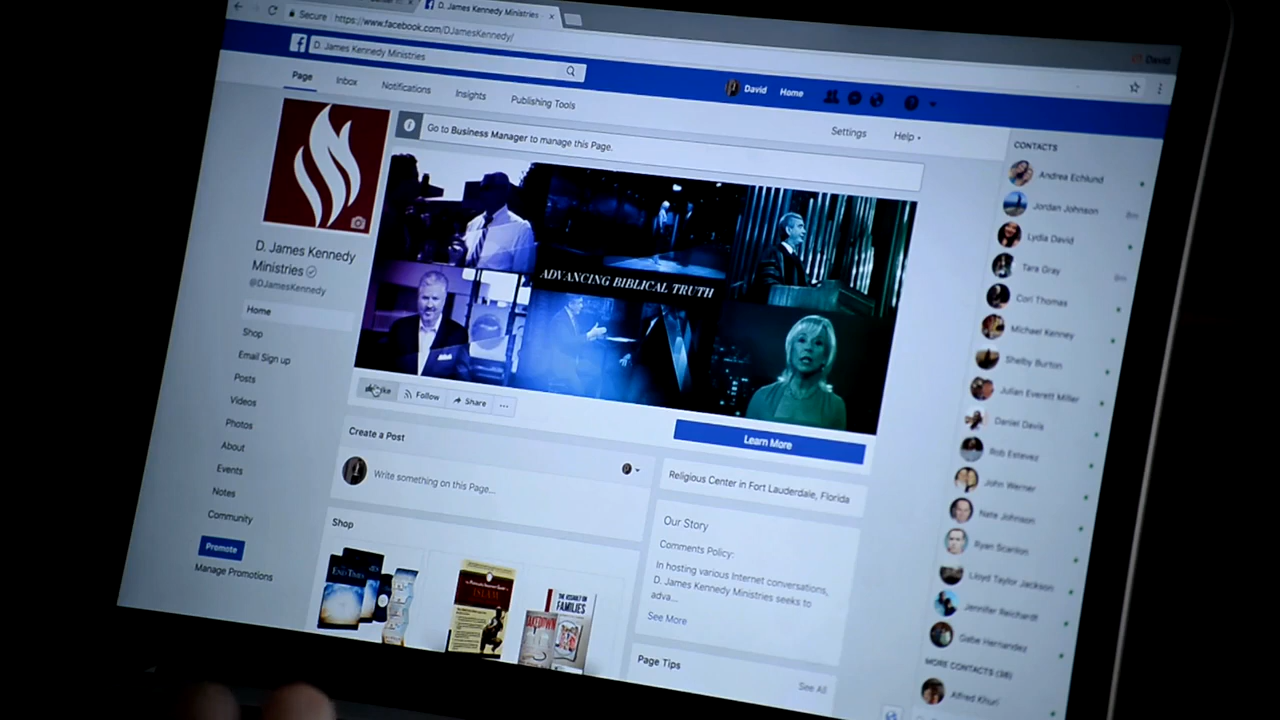 D. James Kennedy Ministries
Secure https://www.facebook.com/DJamesKennedy/
David
D. James Kennedy Ministries
David Home
Page Inbox Notifications Insights Publishing Tools
Settings Help
Go to Business Manager to manage this Page.
D. James Kennedy
Ministries
@DJamesKennedy
Home
Shop
Email Sign up
Posts
Videos
Photos
About
Events
Notes
Community
Promote
Manage Promotions
ADVANCING BIBLICAL TRUTH
Follow Share
Learn More
Create a Post
Write something on this Page...
Shop
END TIMES
ISLAM
TAKEDOWN
THE ASSAULT ON
FAMILIES
Religious Center in Fort Lauderdale, Florida
Our Story
Comments Policy:
In hosting various Internet conversations,
D. James Kennedy Ministries seeks to
adva...
See More
Page Tips
See All
CONTACTS
Andrea Echlund
Jordan Johnson 8m
Lydia David
Tara Gray
Cori Thomas
Michael Kenney
Shelby Burton
Julian Everett Miller
Daniel Davis
Rob Estevez
John Werner
Nate Johnson
Ryan Scanlon
Lloyd Taylor Jackson
Jennifer Reichardt
Gabe Hernandez
MORE CONTACTS (38)
Alfred Khuri